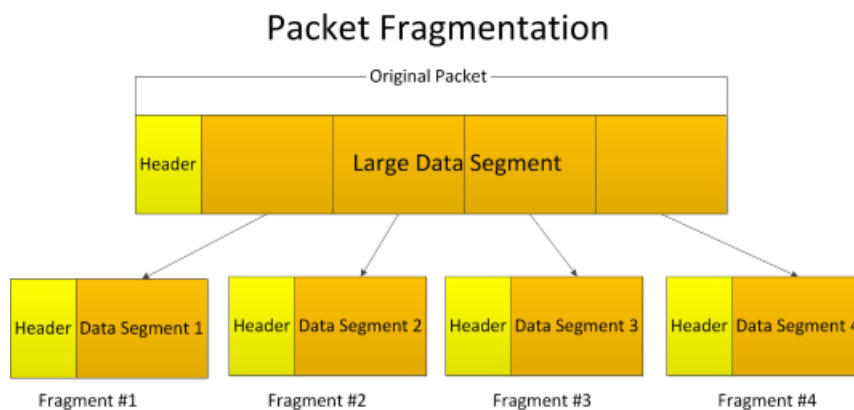 Packet Fragmentation
Original Packet
Header
Large Data Segment
Header Data Segment 1
Header Data Segment 2
Header Data Segment 3
Header Data Segment 4
Fragment #1
Fragment #2
Fragment #3
Fragment #4